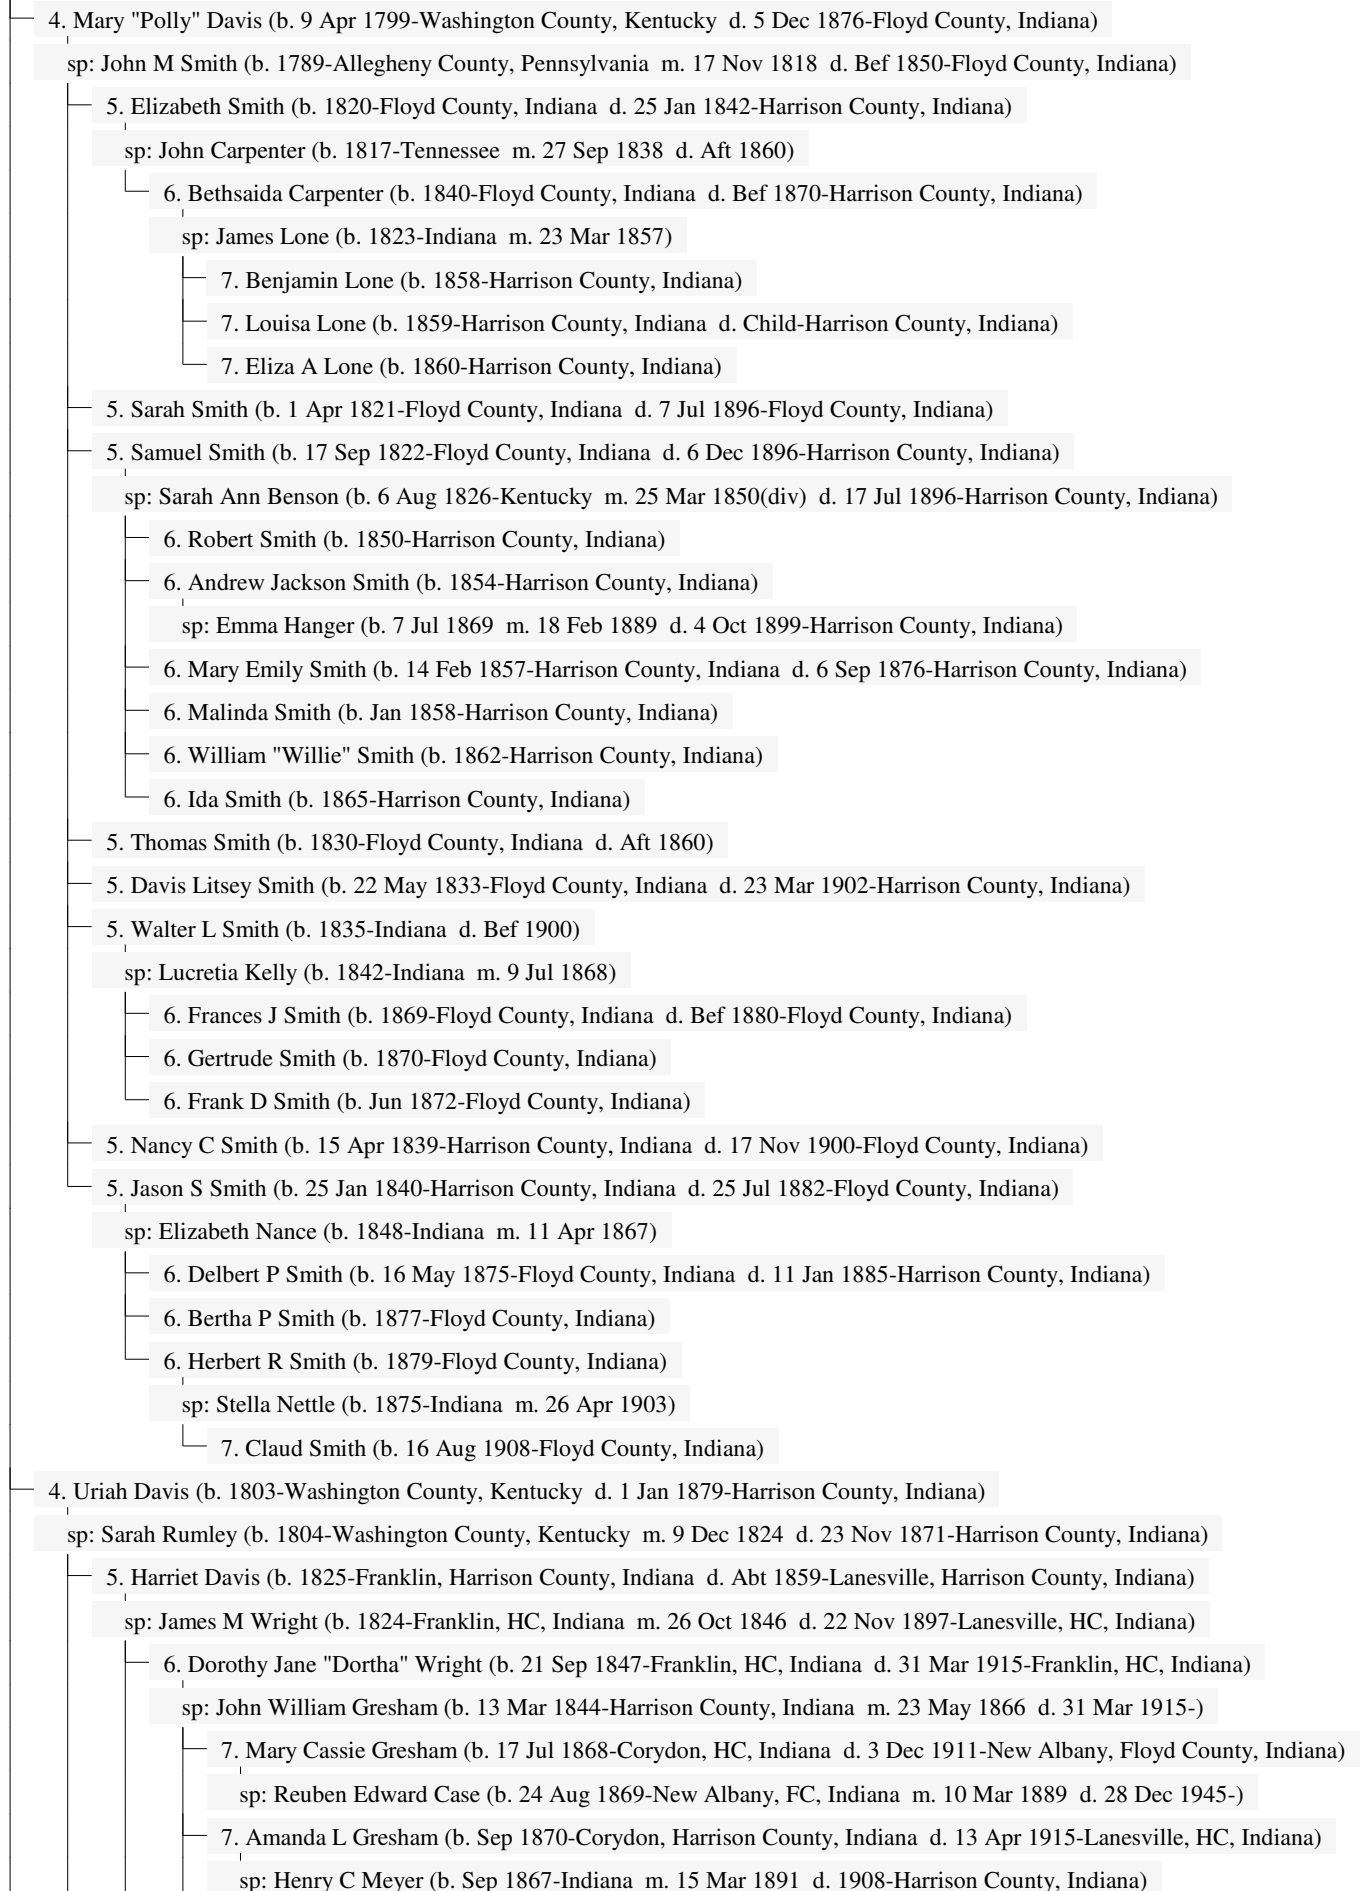 4. Mary "Polly" Davis (b. 9 Apr 1799-Washington County, Kentucky d. 5 Dec 1876-Floyd County, Indiana)
sp: John M Smith (b. 1789-Allegheny County, Pennsylvania m. 17 Nov 1818 d. Bef 1850-Floyd County, Indiana)
5. Elizabeth Smith (b. 1820-Floyd County, Indiana d. 25 Jan 1842-Harrison County, Indiana)
sp: John Carpenter (b. 1817-Tennessee m. 27 Sep 1838 d. Aft 1860)
6. Bethsaida Carpenter (b. 1840-Floyd County, Indiana d. Bef 1870-Harrison County, Indiana)
sp: James Lone (b. 1823-Indiana m. 23 Mar 1857)
7. Benjamin Lone (b. 1858-Harrison County, Indiana)
7. Louisa Lone (b. 1859-Harrison County, Indiana d. Child-Harrison County, Indiana)
7. Eliza A Lone (b. 1860-Harrison County, Indiana)
5. Sarah Smith (b. 1 Apr 1821-Floyd County, Indiana d. 7 Jul 1896-Floyd County, Indiana)
5. Samuel Smith (b. 17 Sep 1822-Floyd County, Indiana d. 6 Dec 1896-Harrison County, Indiana)
sp: Sarah Ann Benson (b. 6 Aug 1826-Kentucky m. 25 Mar 1850(div) d. 17 Jul 1896-Harrison County, Indiana)
6. Robert Smith (b. 1850-Harrison County, Indiana)
6. Andrew Jackson Smith (b. 1854-Harrison County, Indiana)
sp: Emma Hanger (b. 7 Jul 1869 m. 18 Feb 1889 d. 4 Oct 1899-Harrison County, Indiana)
6. Mary Emily Smith (b. 14 Feb 1857-Harrison County, Indiana d. 6 Sep 1876-Harrison County, Indiana)
6. Malinda Smith (b. Jan 1858-Harrison County, Indiana)
6. William "Willie" Smith (b. 1862-Harrison County, Indiana)
6. Ida Smith (b. 1865-Harrison County, Indiana)
5. Thomas Smith (b. 1830-Floyd County, Indiana d. Aft 1860)
5. Davis Litsey Smith (b. 22 May 1833-Floyd County, Indiana d. 23 Mar 1902-Harrison County, Indiana)
5. Walter L Smith (b. 1835-Indiana d. Bef 1900)
sp: Lucretia Kelly (b. 1842-Indiana m. 9 Jul 1868)
6. Frances J Smith (b. 1869-Floyd County, Indiana d. Bef 1880-Floyd County, Indiana)
6. Gertrude Smith (b. 1870-Floyd County, Indiana)
6. Frank D Smith (b. Jun 1872-Floyd County, Indiana)
5. Nancy C Smith (b. 15 Apr 1839-Harrison County, Indiana d. 17 Nov 1900-Floyd County, Indiana)
5. Jason S Smith (b. 25 Jan 1840-Harrison County, Indiana d. 25 Jul 1882-Floyd County, Indiana)
sp: Elizabeth Nance (b. 1848-Indiana m. 11 Apr 1867)
6. Delbert P Smith (b. 16 May 1875-Floyd County, Indiana d. 11 Jan 1885-Harrison County, Indiana)
6. Bertha P Smith (b. 1877-Floyd County, Indiana)
6. Herbert R Smith (b. 1879-Floyd County, Indiana)
sp: Stella Nettle (b. 1875-Indiana m. 26 Apr 1903)
7. Claud Smith (b. 16 Aug 1908-Floyd County, Indiana)
4. Uriah Davis (b. 1803-Washington County, Kentucky d. 1 Jan 1879-Harrison County, Indiana)
sp: Sarah Rumley (b. 1804-Washington County, Kentucky m. 9 Dec 1824 d. 23 Nov 1871-Harrison County, Indiana)
5. Harriet Davis (b. 1825-Franklin, Harrison County, Indiana d. Abt 1859-Lanesville, Harrison County, Indiana)
sp: James M Wright (b. 1824-Franklin, HC, Indiana m. 26 Oct 1846 d. 22 Nov 1897-Lanesville, HC, Indiana)
6. Dorothy Jane "Dortha" Wright (b. 21 Sep 1847-Franklin, HC, Indiana d. 31 Mar 1915-Franklin, HC, Indiana)
sp: John William Gresham (b. 13 Mar 1844-Harrison County, Indiana m. 23 May 1866 d. 31 Mar 1915-)
7. Mary Cassie Gresham (b. 17 Jul 1868-Corydon, HC, Indiana d. 3 Dec 1911-New Albany, Floyd County, Indiana)
sp: Reuben Edward Case (b. 24 Aug 1869-New Albany, FC, Indiana m. 10 Mar 1889 d. 28 Dec 1945-)
7. Amanda L Gresham (b. Sep 1870-Corydon, Harrison County, Indiana d. 13 Apr 1915-Lanesville, HC, Indiana)
sp: Henry C Meyer (b. Sep 1867-Indiana m. 15 Mar 1891 d. 1908-Harrison County, Indiana)